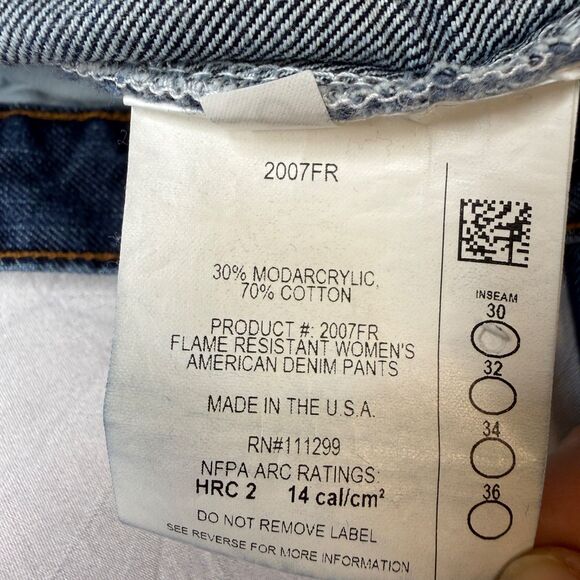 2007FR
30% MODARCRYLIC,
70% COTTON
PRODUCT #: 2007FR
FLAME RESISTANT WOMEN'S
AMERICAN DENIM PANTS
MADE IN THE U.S.A.
RN#111299
NFPA ARC RATINGS:
HRC 2 14 cal/cm²
DO NOT REMOVE LABEL
SEE REVERSE FOR MORE INFORMATION
INSEAM
30
32
34
36